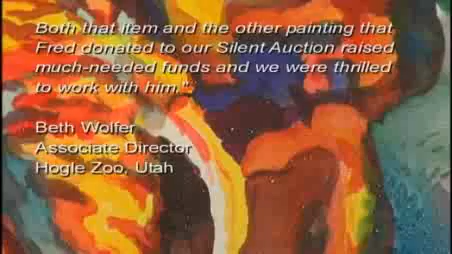 Both that item and the other painting that
Fred donated to our Silent Auction raised
much-needed funds and we were thrilled
to work with him."
Beth Wolfer
Associate Director
Hogle Zoo, Utah